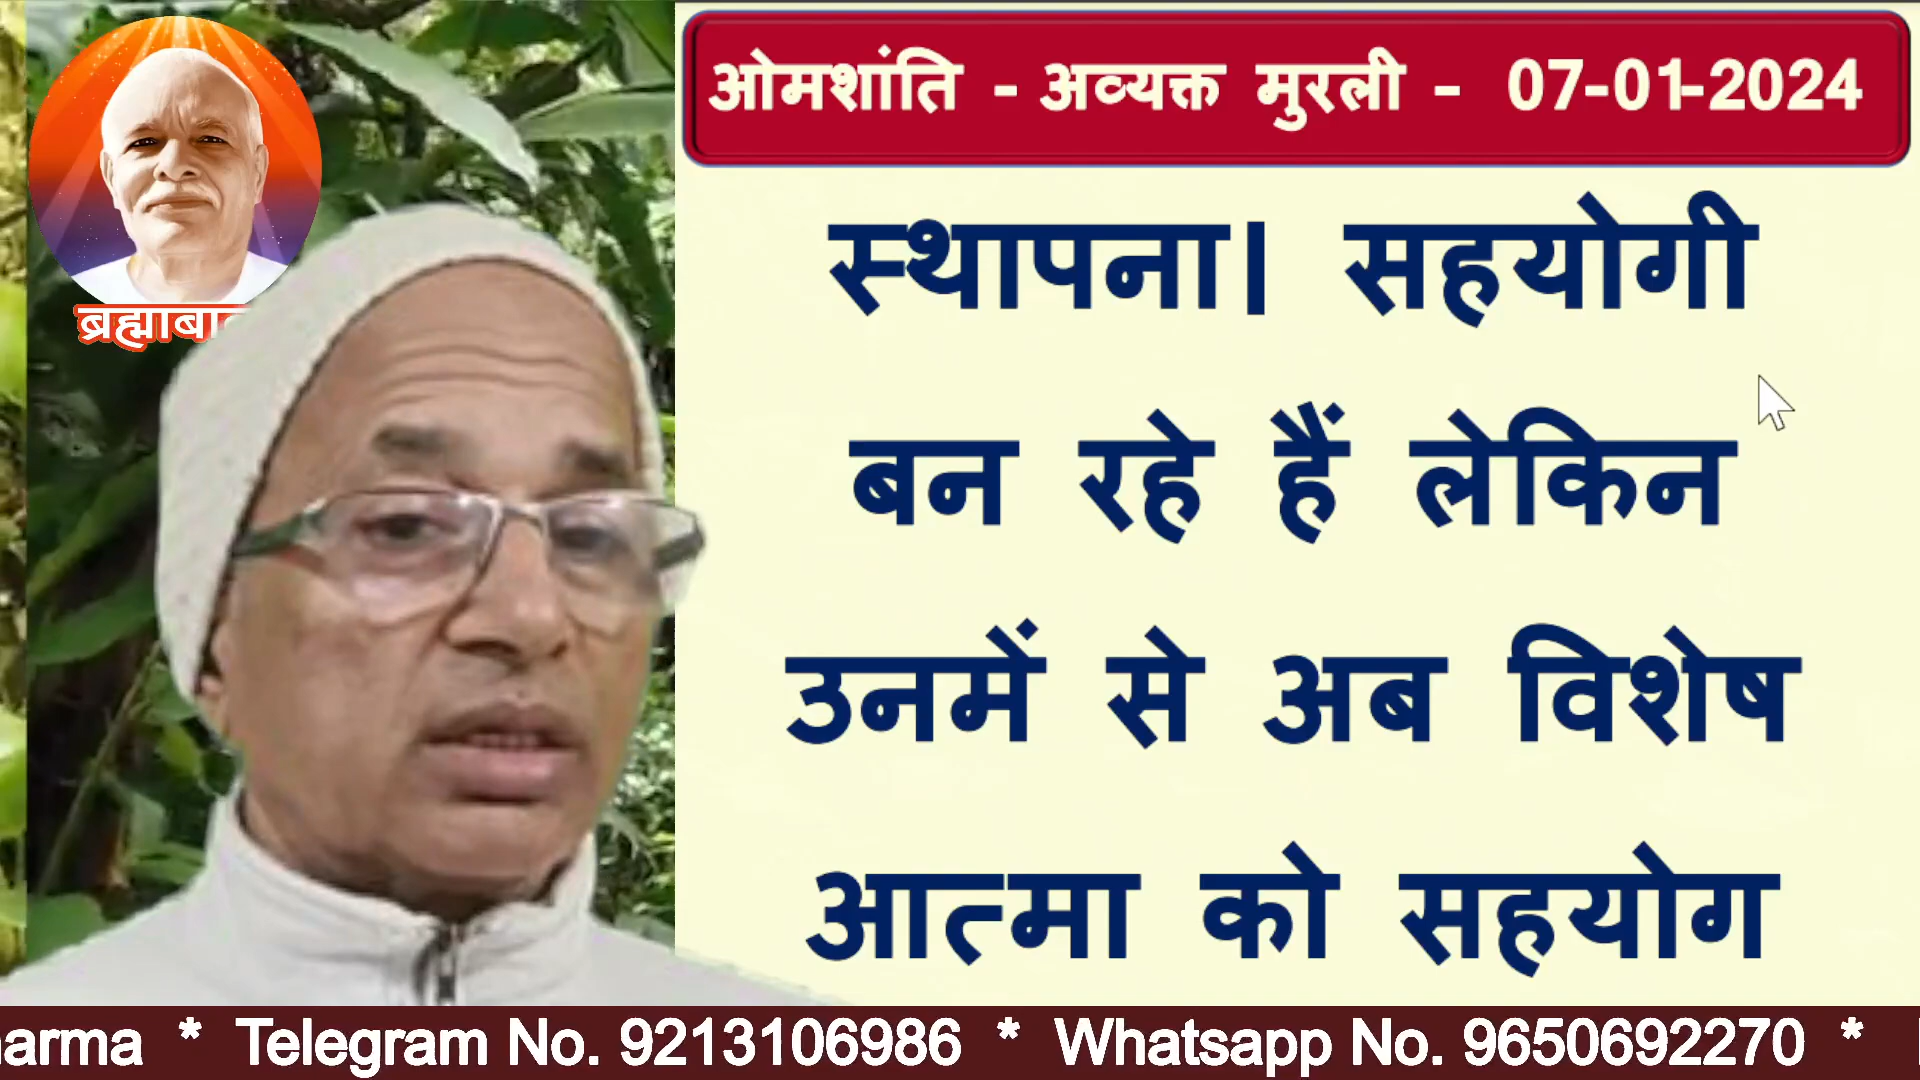 ओमशांति - अव्यक्त मुरली - 07-01-2024
स्थापना। सहयोगी
बन रहे हैं लेकिन
उनमें से अब विशेष
आत्मा को सहयोग
arma * Telegram No. 9213106986 * Whatsapp No. 9650692270 *